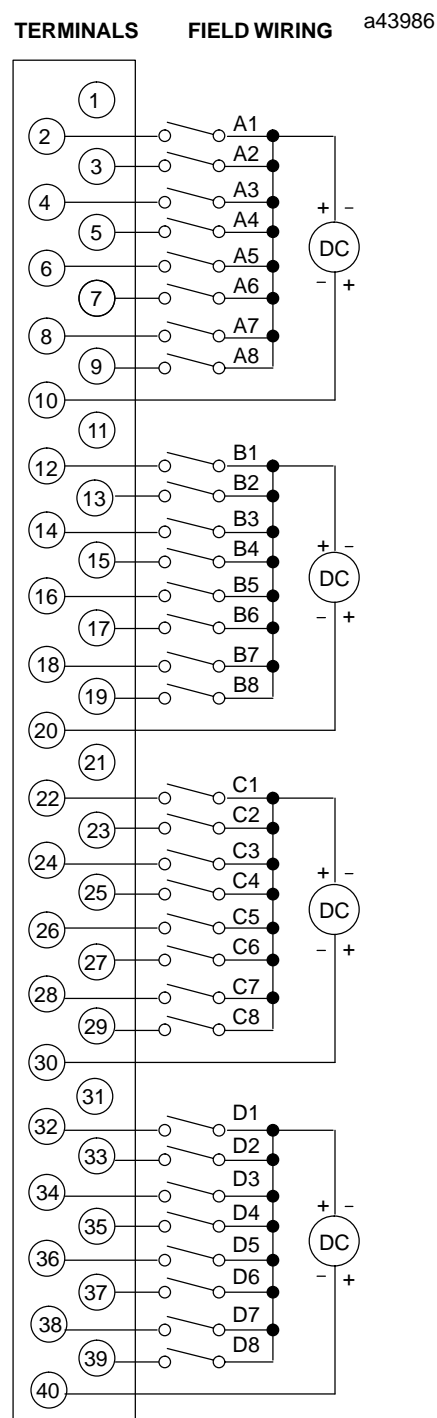 TERMINALS FIELD WIRING a43986
1
2 A1
3 A2
4 A3 + –
5 A4 DC
6 A5 – +
7 A6
8 A7
9 A8
10
11
12 B1
13 B2
14 B3 + –
15 B4 DC
16 B5 – +
17 B6
18 B7
19 B8
20
21
22 C1
23 C2
24 C3 + –
25 C4 DC
26 C5 – +
27 C6
28 C7
29 C8
30
31
32 D1
33 D2
34 D3 + –
35 D4 DC
36 D5 – +
37 D6
38 D7
39 D8
40